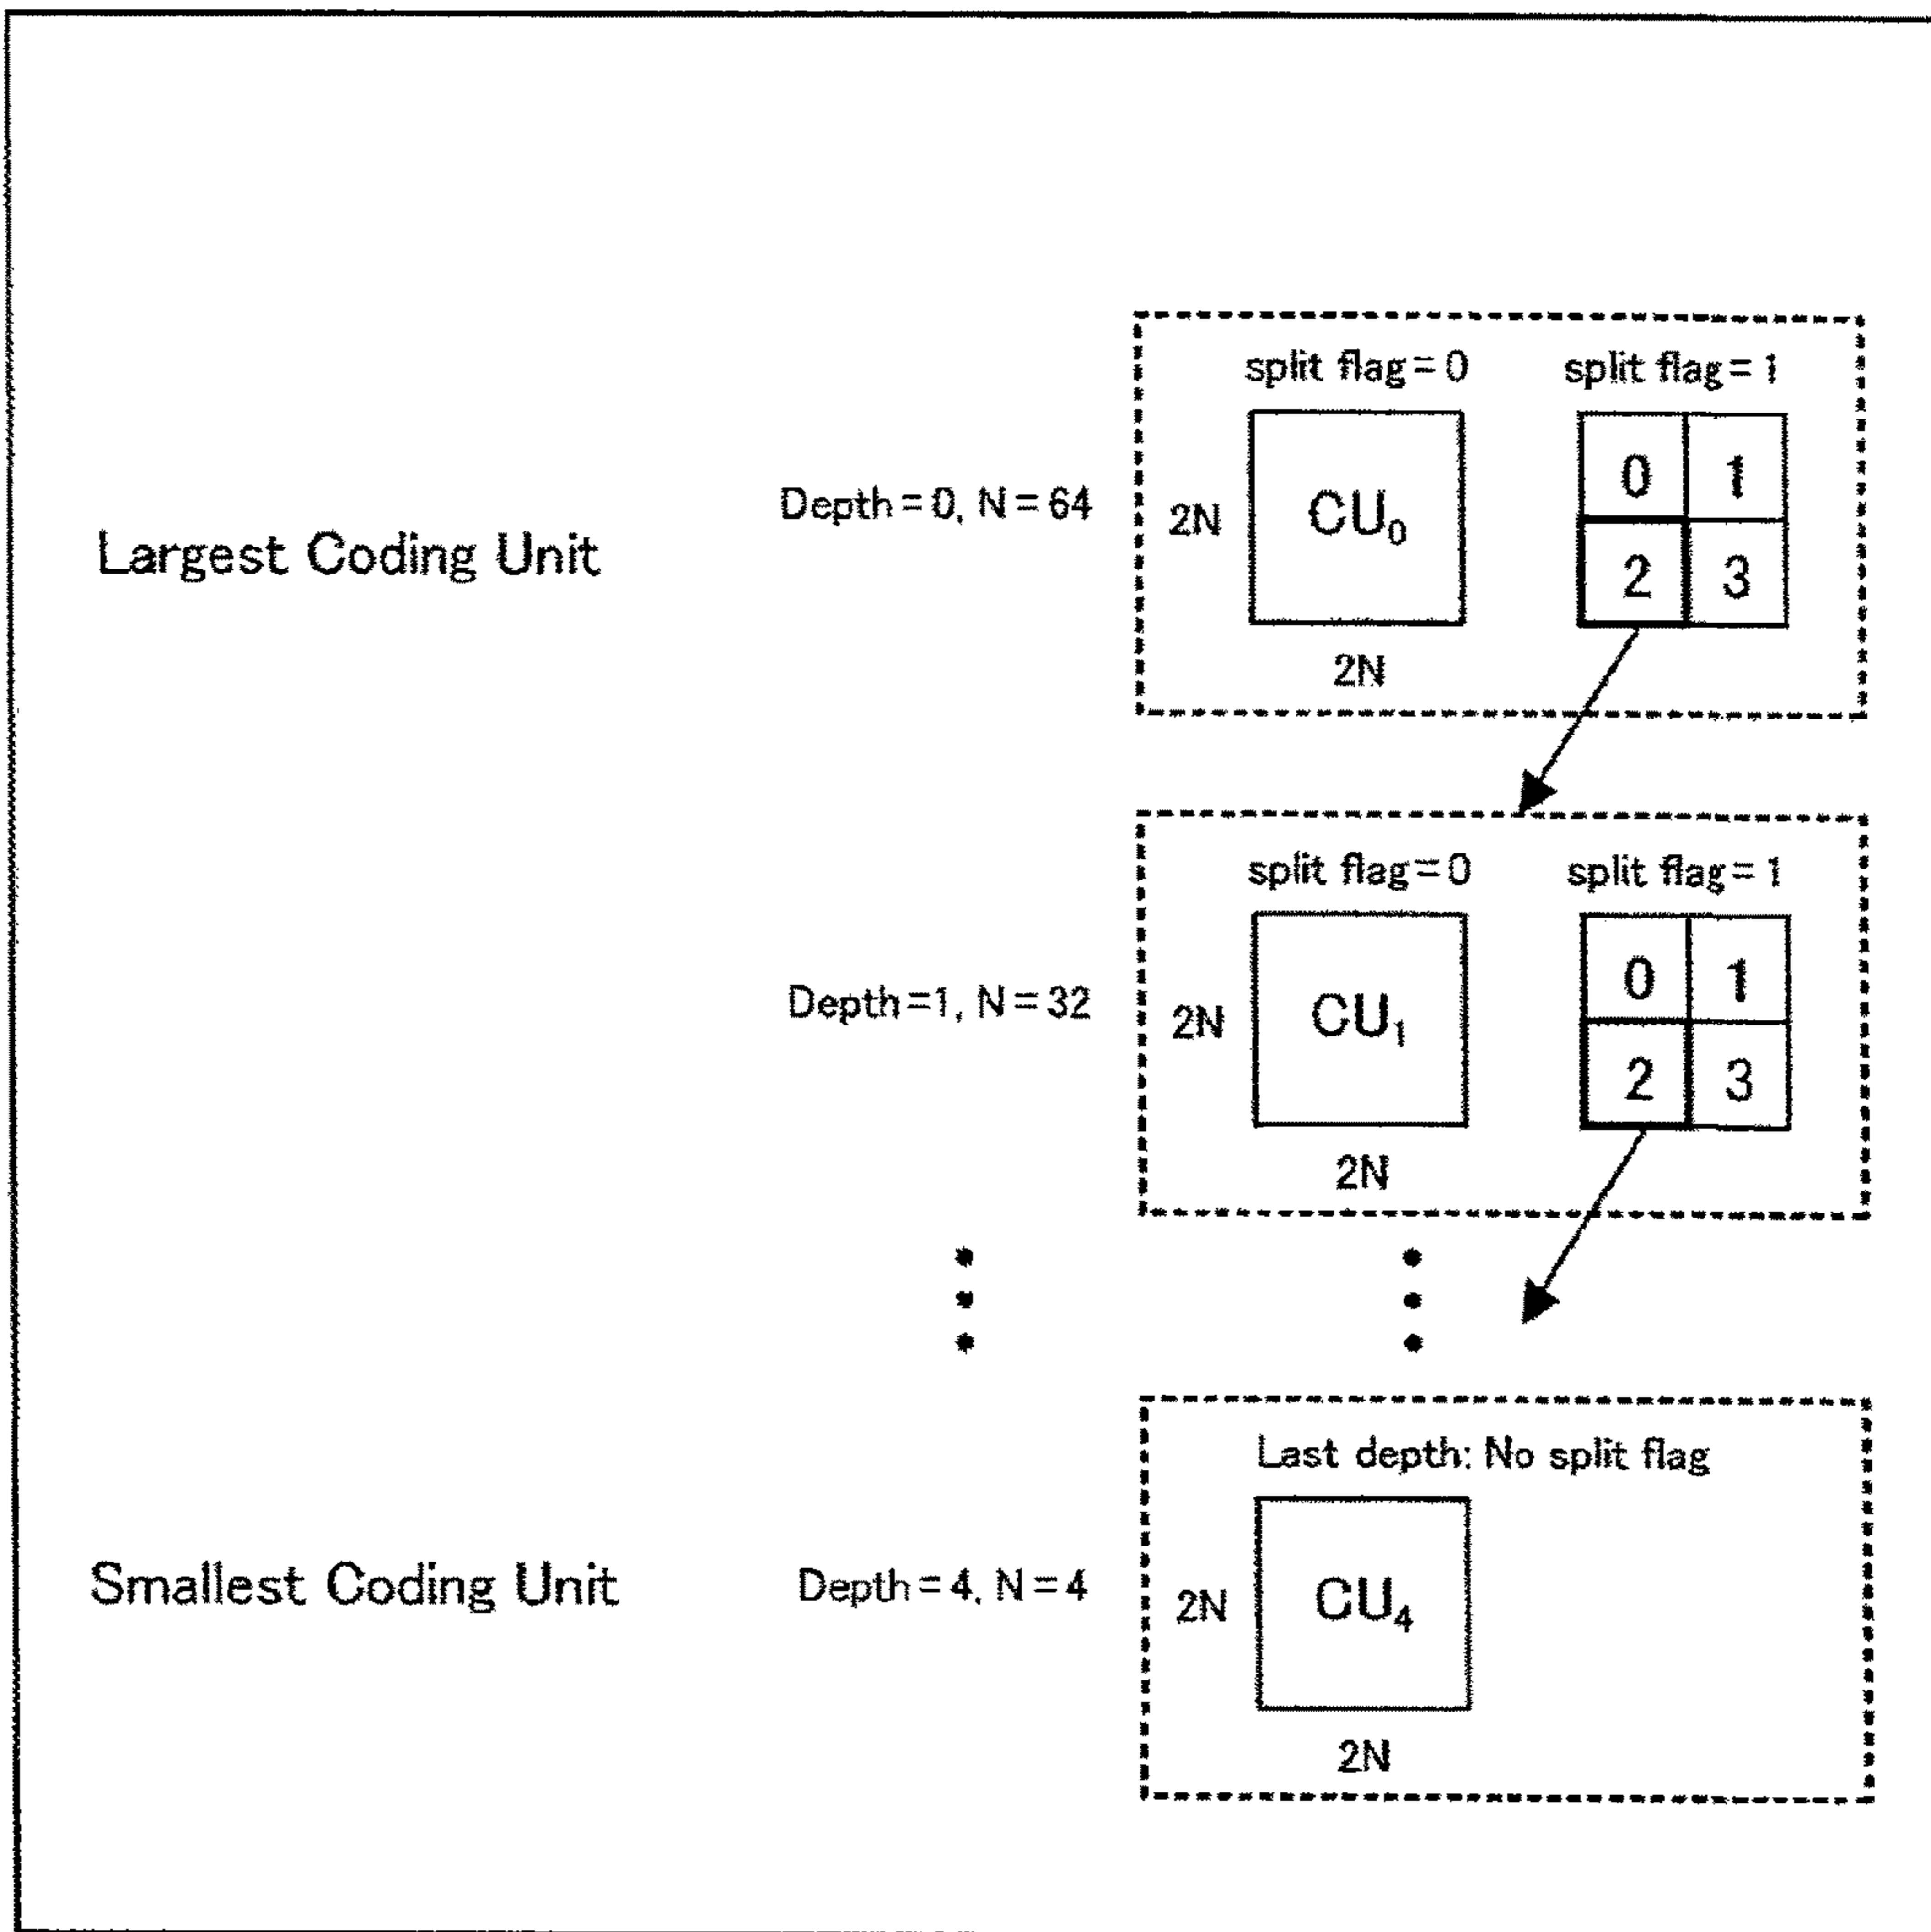 split flag = 0
split flag = 1
Largest Coding Unit
Depth = 0, N = 64
2N
CU₀
0 1
2 3
2N
split flag = 0
split flag = 1
Depth = 1, N = 32
2N
CU₁
0 1
2 3
2N
Last depth: No split flag
Smallest Coding Unit
Depth = 4, N = 4
2N
CU₄
2N